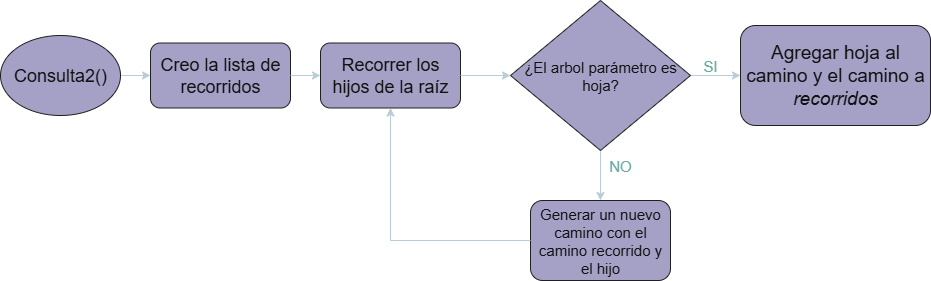 Consulta2()
Creo la lista de
recorridos
Recorrer los
hijos de la raíz
¿El arbol parámetro es
hoja?
SI
Agregar hoja al
camino y el camino a
recorridos
NO
Generar un nuevo
camino con el
camino recorrido y
el hijo